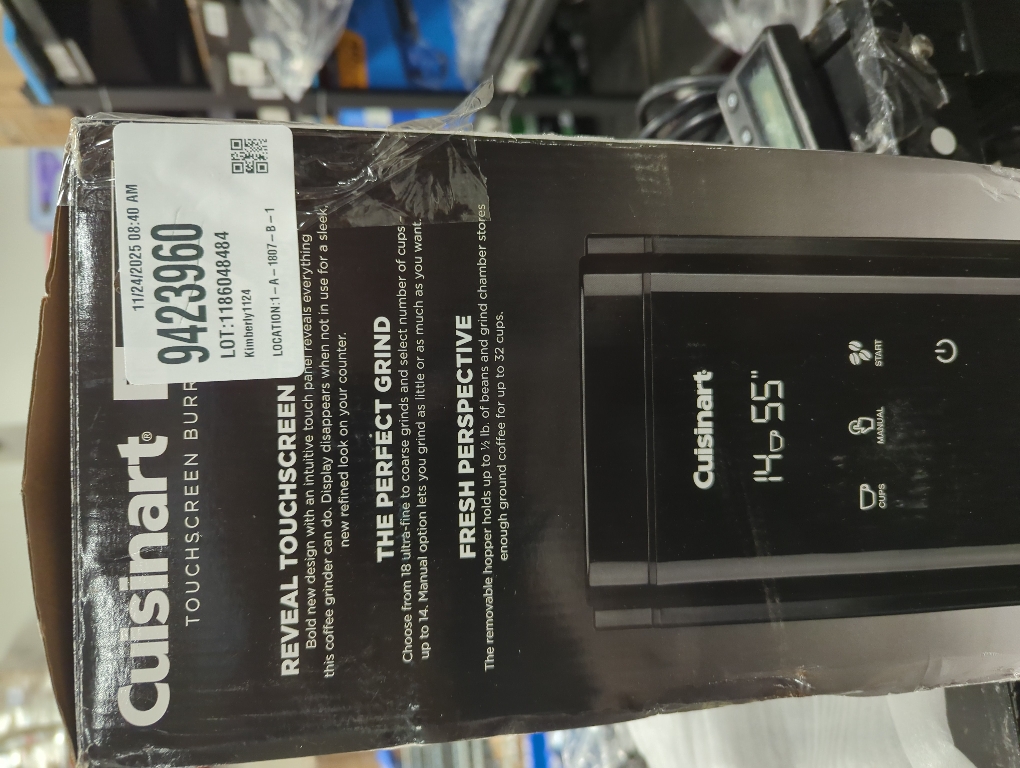 11/24/2025 08:40 AM
9423960
LOT:1186048484
Kimberly1124
LOCATION:1-A-1807-B-1
Cuisinart®
TOUCHSCREEN BURR
REVEAL TOUCHSCREEN
Bold new design with an intuitive touch panel reveals everything
this coffee grinder can do. Display disappears when not in use for a sleek,
new refined look on your counter.
THE PERFECT GRIND
Choose from 18 ultra-fine to coarse grinds and select number of cups -
up to 14. Manual option lets you grind as little or as much as you want.
FRESH PERSPECTIVE
The removable hopper holds up to ½ lb. of beans and grind chamber stores
enough ground coffee for up to 32 cups.
Cuisinart
14 55"
CUPS MANUAL START